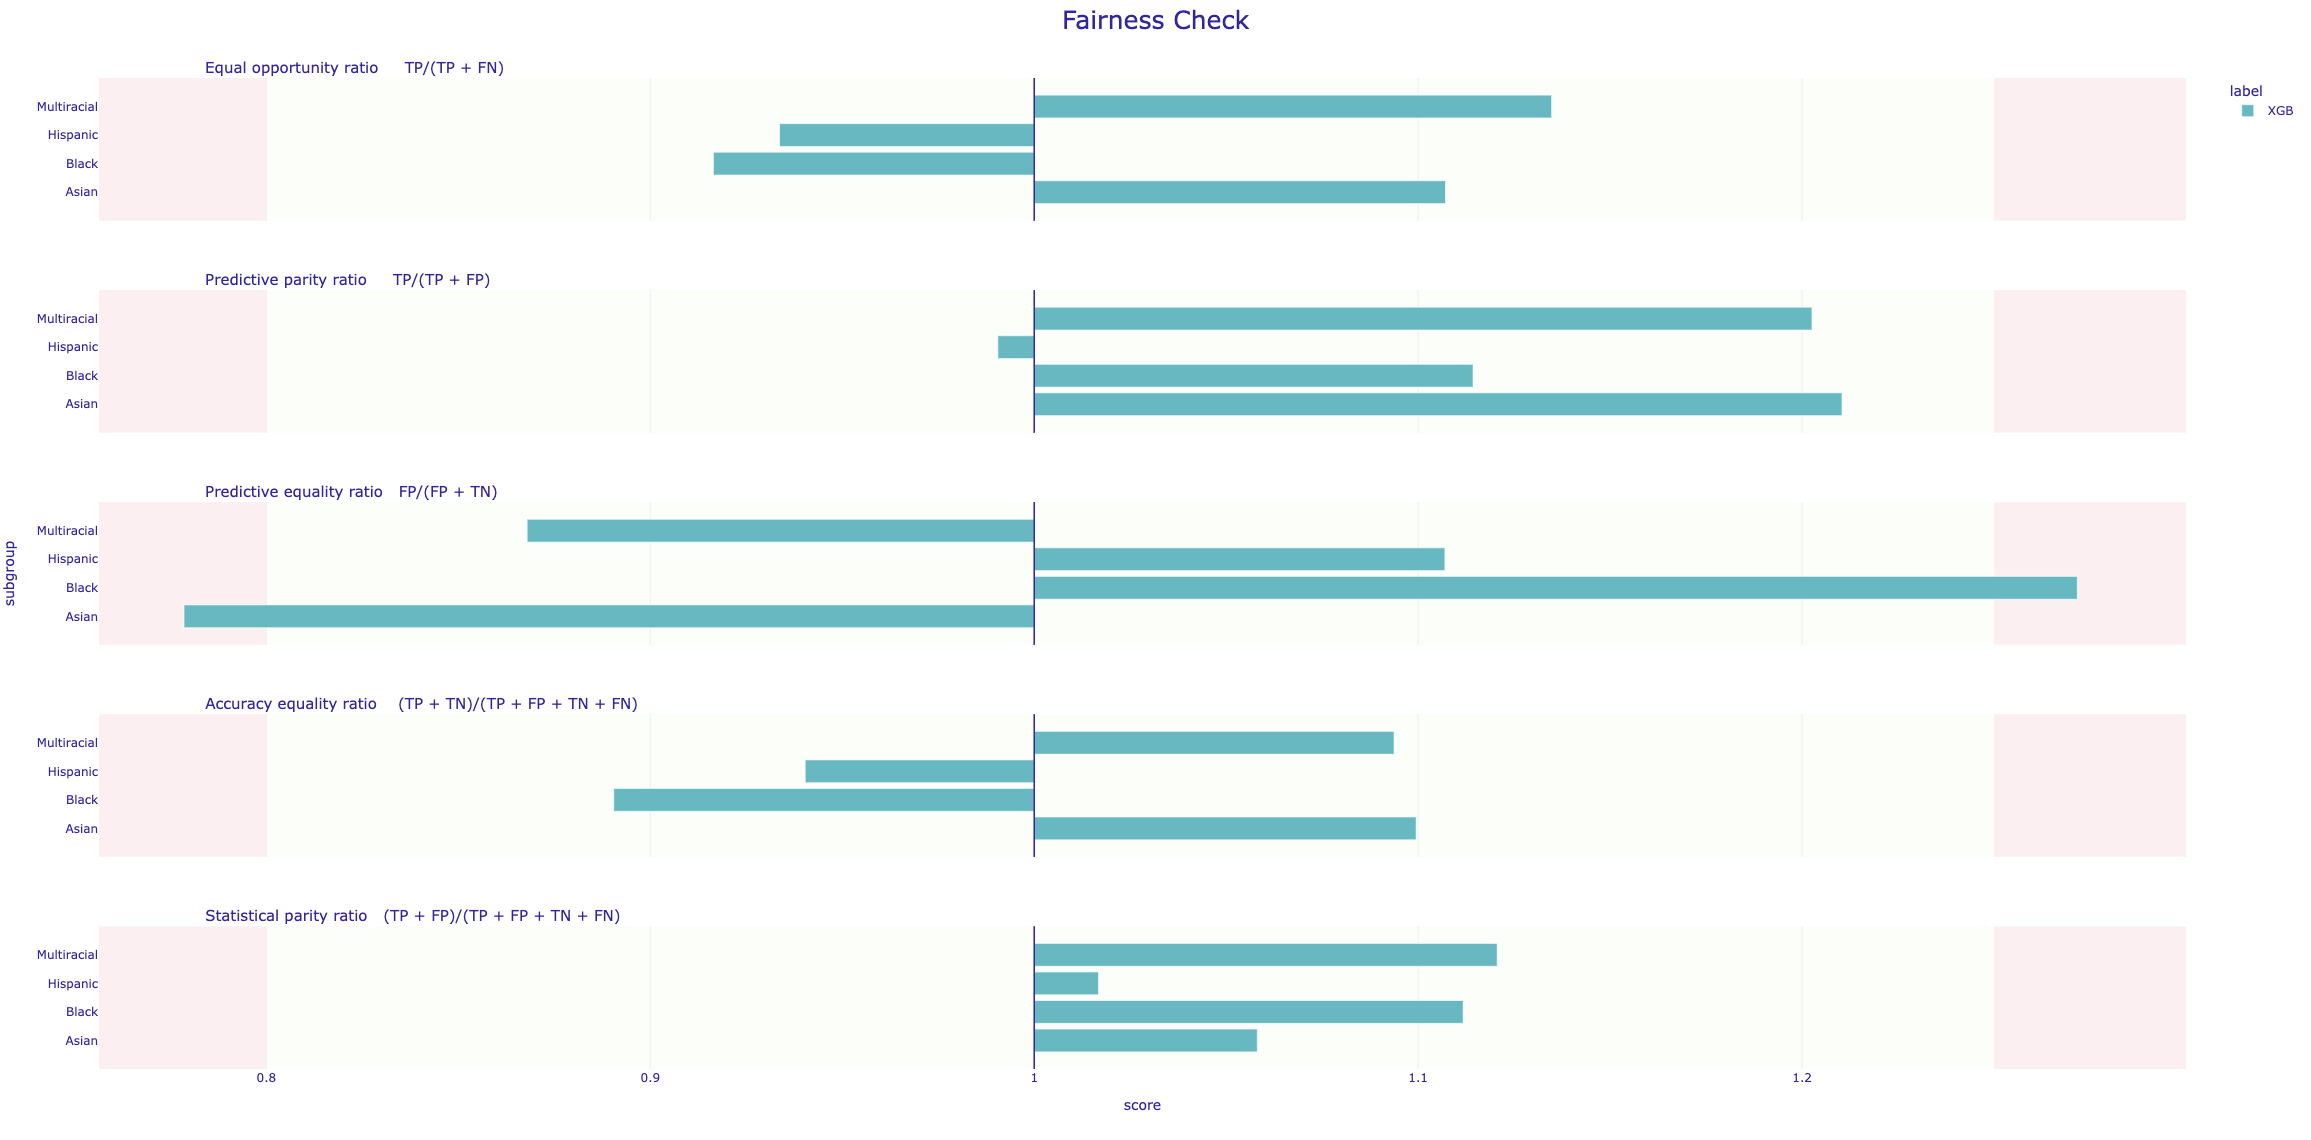 Fairness Check
Equal opportunity ratio TP/(TP + FN)
Multiracial
Hispanic
Black
Asian
label
XGB
Predictive parity ratio TP/(TP + FP)
Multiracial
Hispanic
Black
Asian
Predictive equality ratio FP/(FP + TN)
Multiracial
Hispanic
Black
Asian
subgroup
Accuracy equality ratio (TP + TN)/(TP + FP + TN + FN)
Multiracial
Hispanic
Black
Asian
Statistical parity ratio (TP + FP)/(TP + FP + TN + FN)
Multiracial
Hispanic
Black
Asian
0.8 0.9 1 1.1 1.2
score